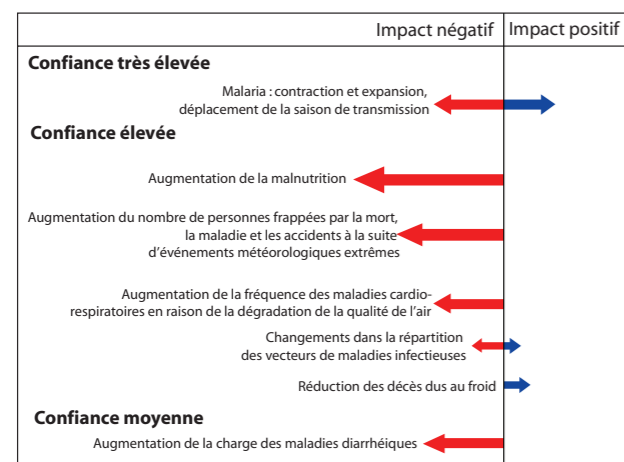 Impact négatif Impact positif
Confiance très élevée
Malaria : contraction et expansion,
déplacement de la saison de transmission
Confiance élevée
Augmentation de la malnutrition
Augmentation du nombre de personnes frappées par la mort,
la maladie et les accidents à la suite
d’événements météorologiques extrêmes
Augmentation de la fréquence des maladies cardio-
respiratoires en raison de la dégradation de la qualité de l’air
Changements dans la répartition
des vecteurs de maladies infectieuses
Réduction des décès dus au froid
Confiance moyenne
Augmentation de la charge des maladies diarrhéiques